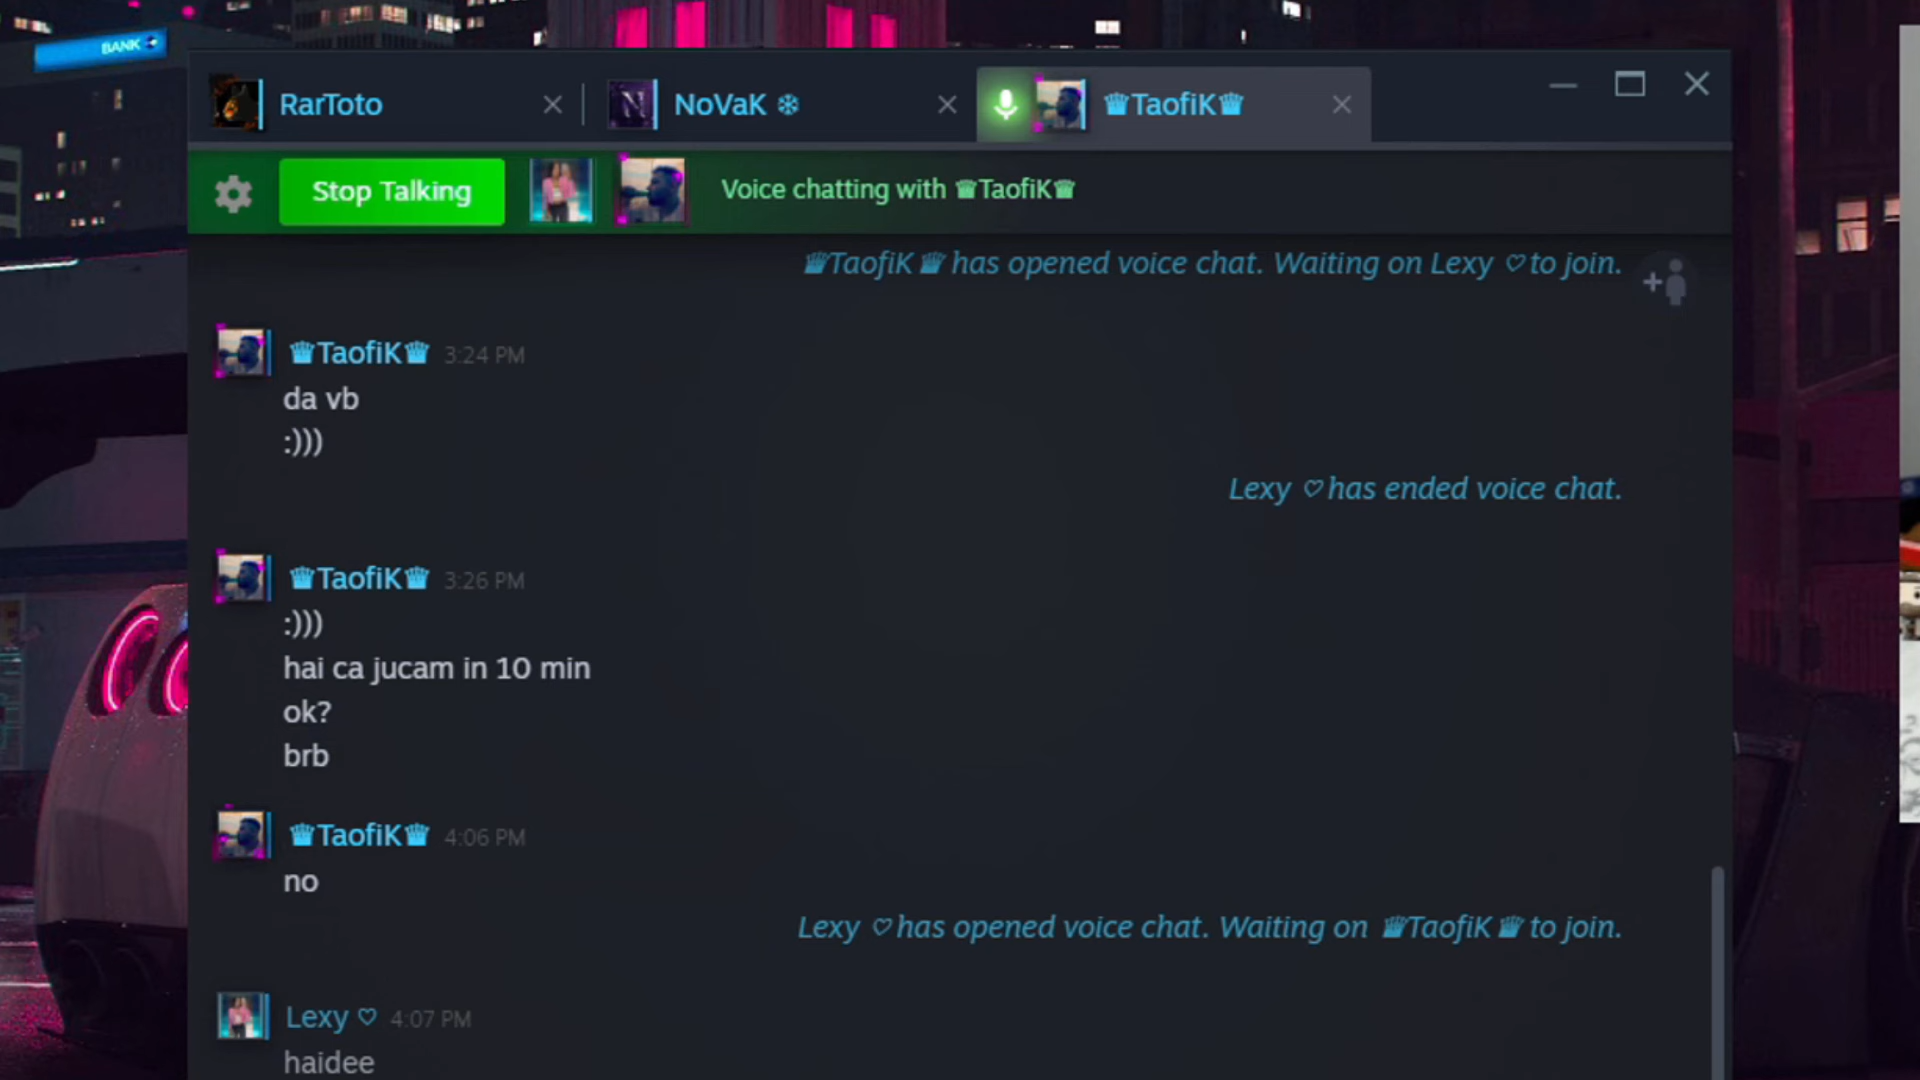 BANK
RarToto
NoVaK ❄
♛TaofiK♛
Stop Talking
Voice chatting with ♛TaofiK♛
♛TaofiK♛ has opened voice chat. Waiting on Lexy ♡ to join.
♛TaofiK♛ 3:24 PM
da vb
:)))
Lexy ♡ has ended voice chat.
♛TaofiK♛ 3:26 PM
:)))
hai ca jucam in 10 min
ok?
brb
♛TaofiK♛ 4:06 PM
no
Lexy ♡ has opened voice chat. Waiting on ♛TaofiK♛ to join.
Lexy ♡ 4:07 PM
haidee